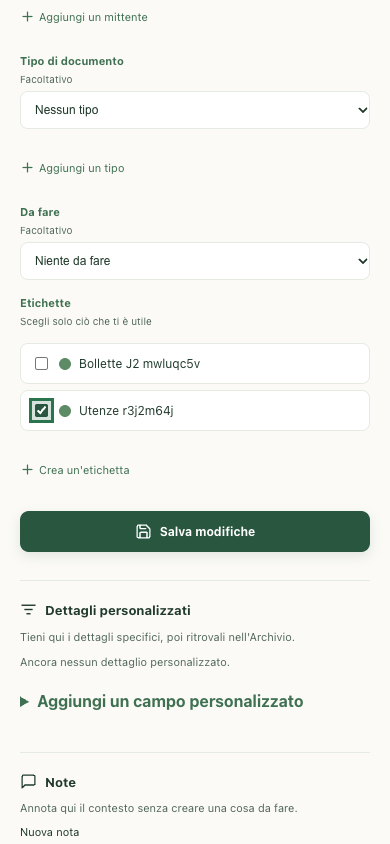 Aggiungi un mittente
Tipo di documento
Facoltativo
Nessun tipo
Aggiungi un tipo
Da fare
Facoltativo
Niente da fare
Etichette
Scegli solo ciò che ti è utile
Bollette J2 mwluqc5v
Utenze r3j2m64j
Crea un'etichetta
Salva modifiche
Dettagli personalizzati
Tieni qui i dettagli specifici, poi ritrovali nell'Archivio.
Ancora nessun dettaglio personalizzato.
Aggiungi un campo personalizzato
Note
Annota qui il contesto senza creare una cosa da fare.
Nuova nota